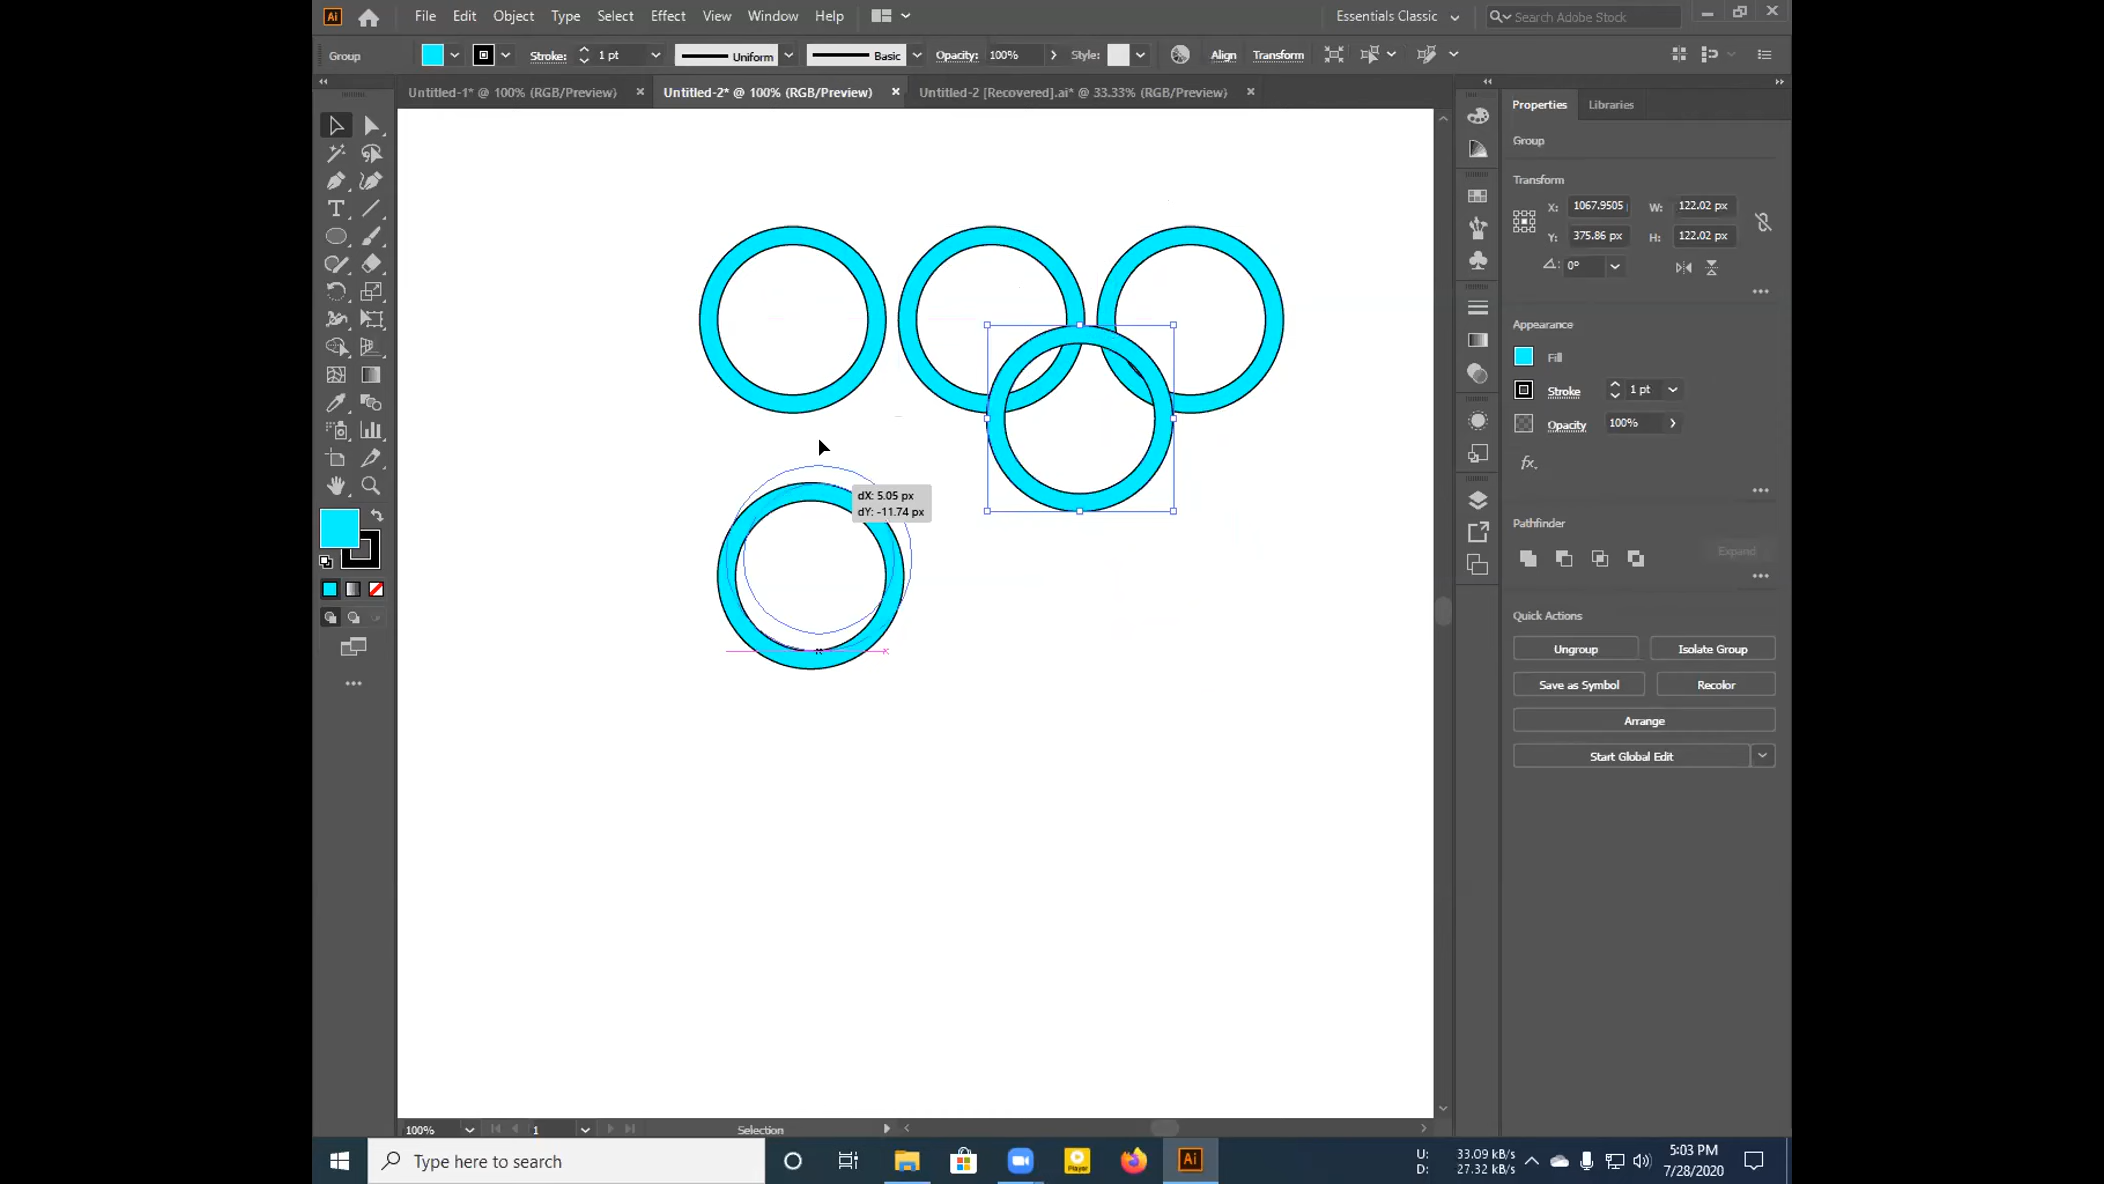 Ai File Edit Object Type Select Effect View Window Help Essentials Classic Search Adobe Stock
Group Stroke: 1 pt Uniform Basic Opacity: 100% Style: Align Transform
Untitled-1* @ 100% (RGB/Preview) × Untitled-2* @ 100% (RGB/Preview) × Untitled-2 [Recovered].ai* @ 33.33% (RGB/Preview) ×
Properties Libraries
Group
Transform
X: 1067.9505 W: 122.02 px
Y: 375.86 px H: 122.02 px
0°
Appearance
Fill
Stroke 1 pt
Opacity 100%
fx.
dX: 5.05 px
dY: -11.74 px
Pathfinder
Expand
Quick Actions
Ungroup Isolate Group
Save as Symbol Recolor
Arrange
Start Global Edit
100% 1 Selection
Type here to search
Player
Ai
U: 33.09 kB/s
D: -27.32 kB/s
5:03 PM
7/28/2020